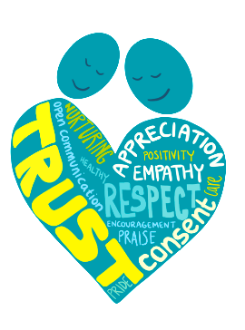 NURTURING
open communication
HEALTHY
TRUST
APPRECIATION
POSITIVITY
EMPATHY
care
RESPECT
ENCOURAGEMENT
PRAISE
consent
PRIDE